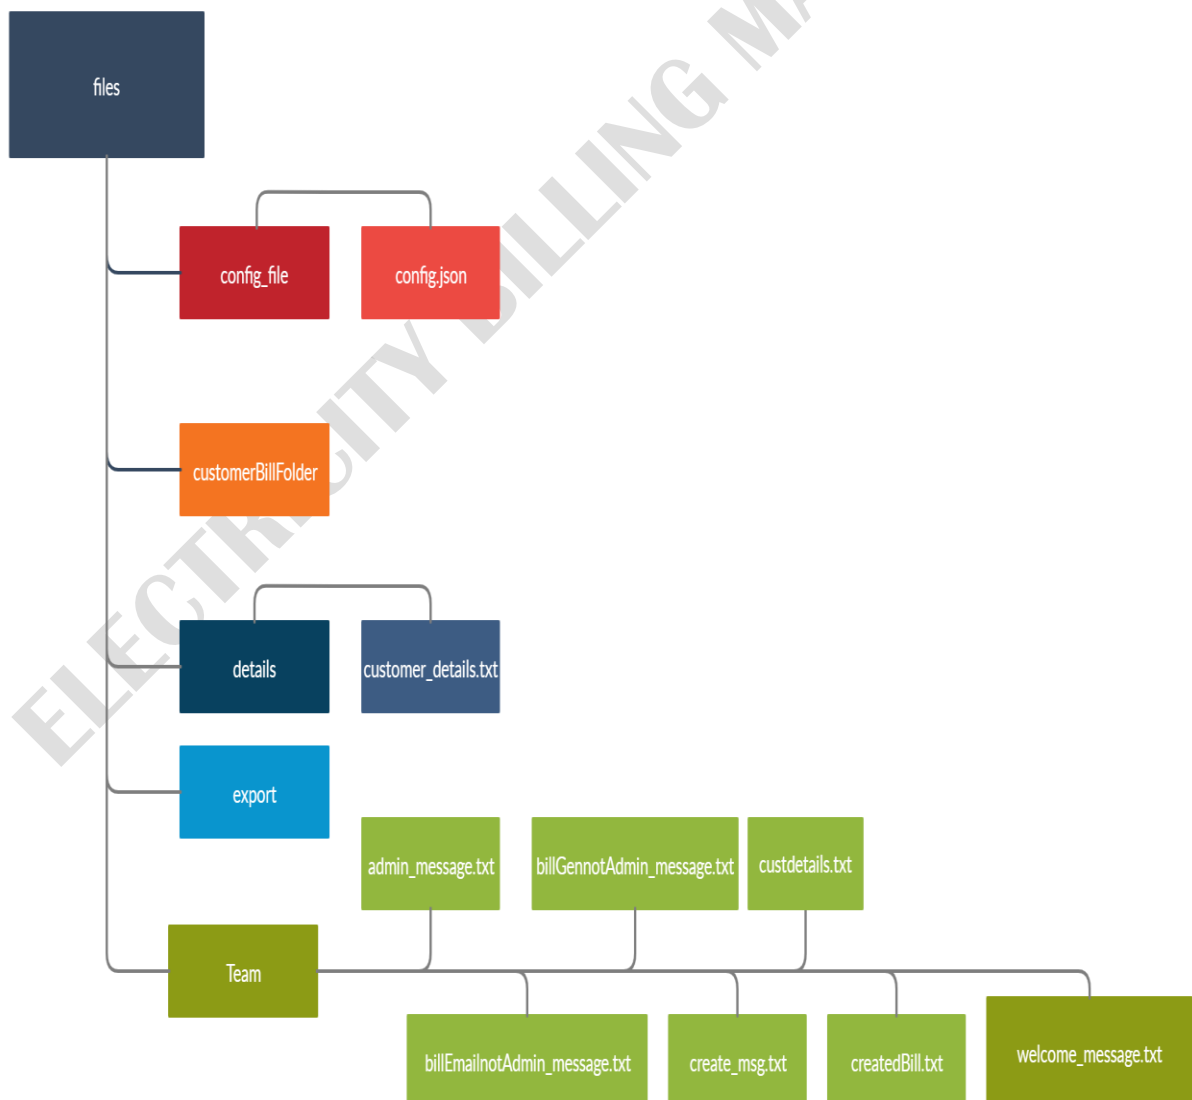 files
config_file
config.json
customerBillFolder
details
customer_details.txt
export
admin_message.txt
billGennotAdmin_message.txt
custdetails.txt
Team
billEmailnotAdmin_message.txt
create_msg.txt
createdBill.txt
welcome_message.txt
ELECTRICITY BILLING MA